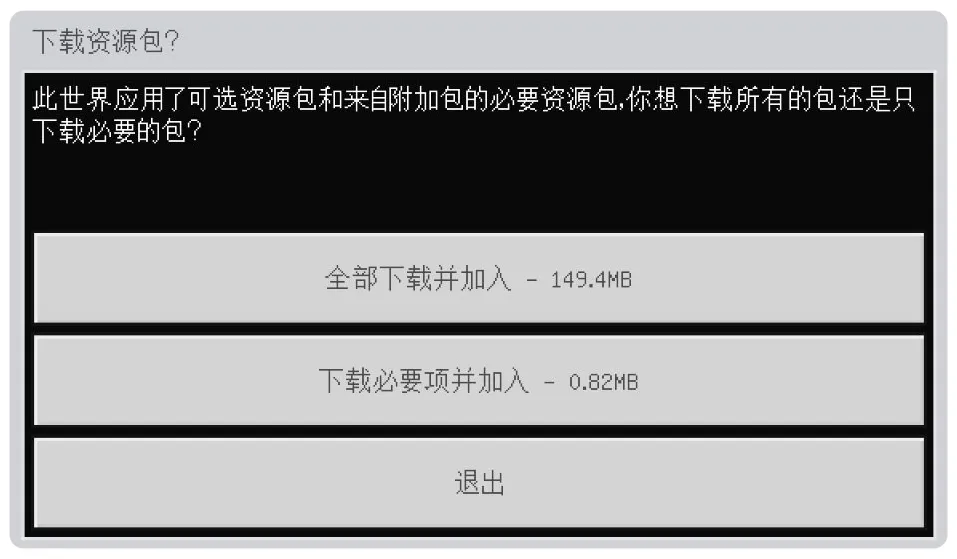 下载资源包?
此世界应用了可选资源包和来自附加包的必要资源包,你想下载所有的包还是只
下载必要的包?
全部下载并加入 - 149.4MB
下载必要项并加入 - 0.82MB
退出